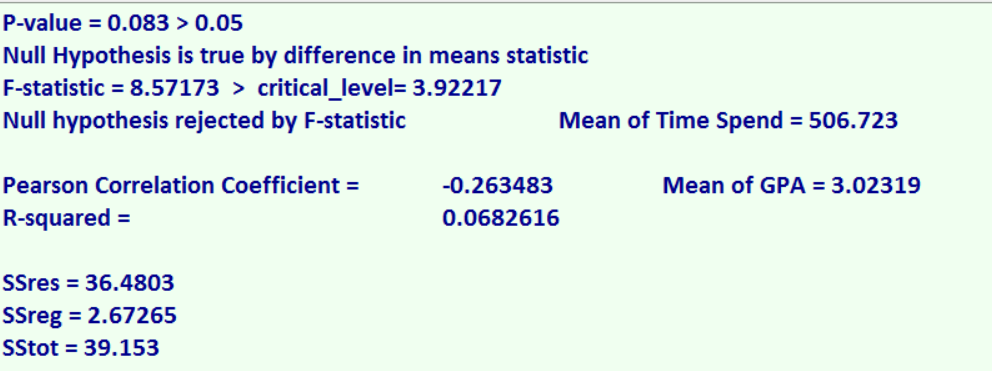 P-value = 0.083 > 0.05
Null Hypothesis is true by difference in means statistic
F-statistic = 8.57173 > critical_level= 3.92217
Null hypothesis rejected by F-statistic Mean of Time Spend = 506.723
Pearson Correlation Coefficient = -0.263483 Mean of GPA = 3.02319
R-squared = 0.0682616
SSres = 36.4803
SSreg = 2.67265
SStot = 39.153